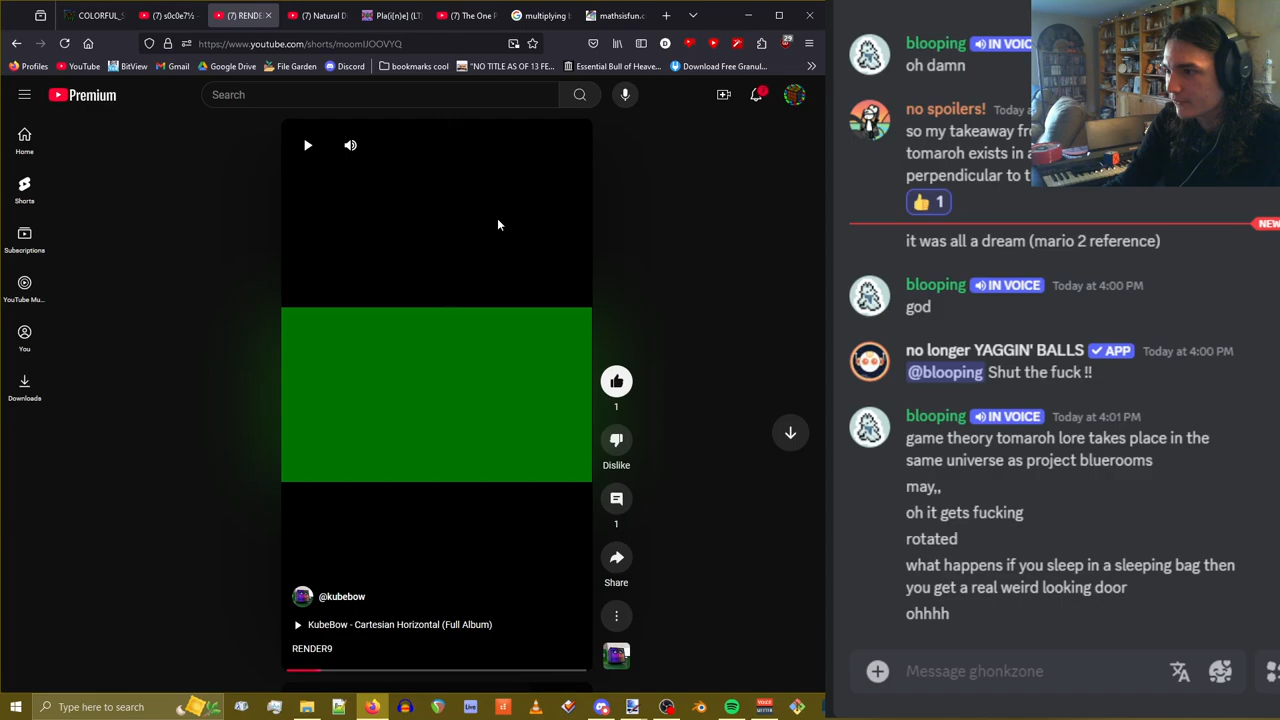 COLORFUL_S
(7) s0c0e7½
(7) RENDER
(7) Natural D
Pla(i[n]e] (LT)
(7) The One P
multiplying b
mathsisfun.c
https://www.youtube.com/shorts/moomlJOOVYQ
29
Profiles
YouTube
BitView
Gmail
Google Drive
File Garden
Discord
bookmarks cool
"NO TITLE AS OF 13 FE...
Essential Bull of Heave...
Download Free Granul...
Premium
Search
Home
Shorts
Subscriptions
YouTube Mu...
You
Downloads
1
Dislike
1
Share
@kubebow
KubeBow - Cartesian Horizontal (Full Album)
RENDER9
Type here to search
blooping IN VOIC
oh damn
no spoilers! Today a
so my takeaway fr
tomaroh exists in a
perpendicular to t
1
NEW
it was all a dream (mario 2 reference)
blooping IN VOICE Today at 4:00 PM
god
no longer YAGGIN' BALLS APP Today at 4:00 PM
@blooping Shut the fuck !!
blooping IN VOICE Today at 4:01 PM
game theory tomaroh lore takes place in the
same universe as project bluerooms
may,,
oh it gets fucking
rotated
what happens if you sleep in a sleeping bag then
you get a real weird looking door
ohhhh
Message ghonkzone